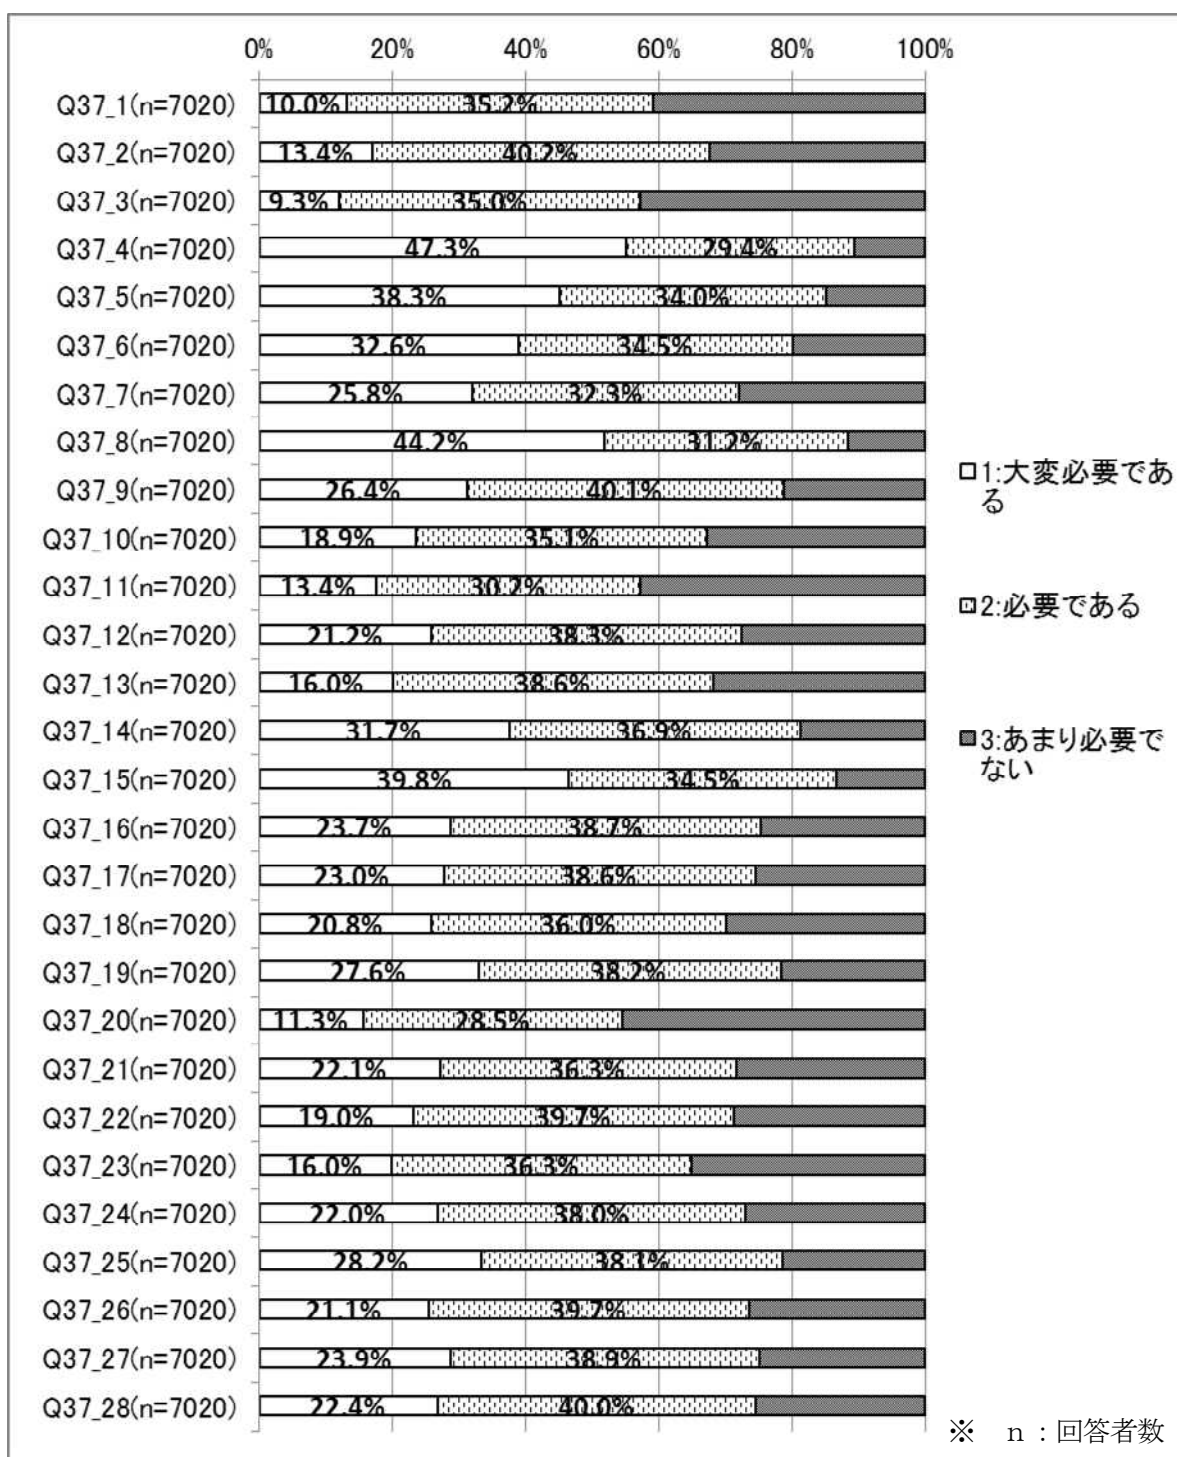 0% 20% 40% 60% 80% 100%
Q37_1(n=7020) 10.0% 35.2%
Q37_2(n=7020) 13.4% 40.2%
Q37_3(n=7020) 9.3% 35.0%
Q37_4(n=7020) 47.3% 29.4%
Q37_5(n=7020) 38.3% 34.0%
Q37_6(n=7020) 32.6% 34.5%
Q37_7(n=7020) 25.8% 32.3%
Q37_8(n=7020) 44.2% 31.2%
Q37_9(n=7020) 26.4% 40.1%
Q37_10(n=7020) 18.9% 35.1%
Q37_11(n=7020) 13.4% 30.2%
Q37_12(n=7020) 21.2% 38.3%
Q37_13(n=7020) 16.0% 38.6%
Q37_14(n=7020) 31.7% 36.9%
Q37_15(n=7020) 39.8% 34.5%
Q37_16(n=7020) 23.7% 38.7%
Q37_17(n=7020) 23.0% 38.6%
Q37_18(n=7020) 20.8% 36.0%
Q37_19(n=7020) 27.6% 38.2%
Q37_20(n=7020) 11.3% 28.5%
Q37_21(n=7020) 22.1% 36.3%
Q37_22(n=7020) 19.0% 39.7%
Q37_23(n=7020) 16.0% 36.3%
Q37_24(n=7020) 22.0% 38.0%
Q37_25(n=7020) 28.2% 38.1%
Q37_26(n=7020) 21.1% 39.7%
Q37_27(n=7020) 23.9% 38.9%
Q37_28(n=7020) 22.4% 40.0%
1:大変必要であ
る
2:必要である
3:あまり必要で
ない
※ n:回答者数